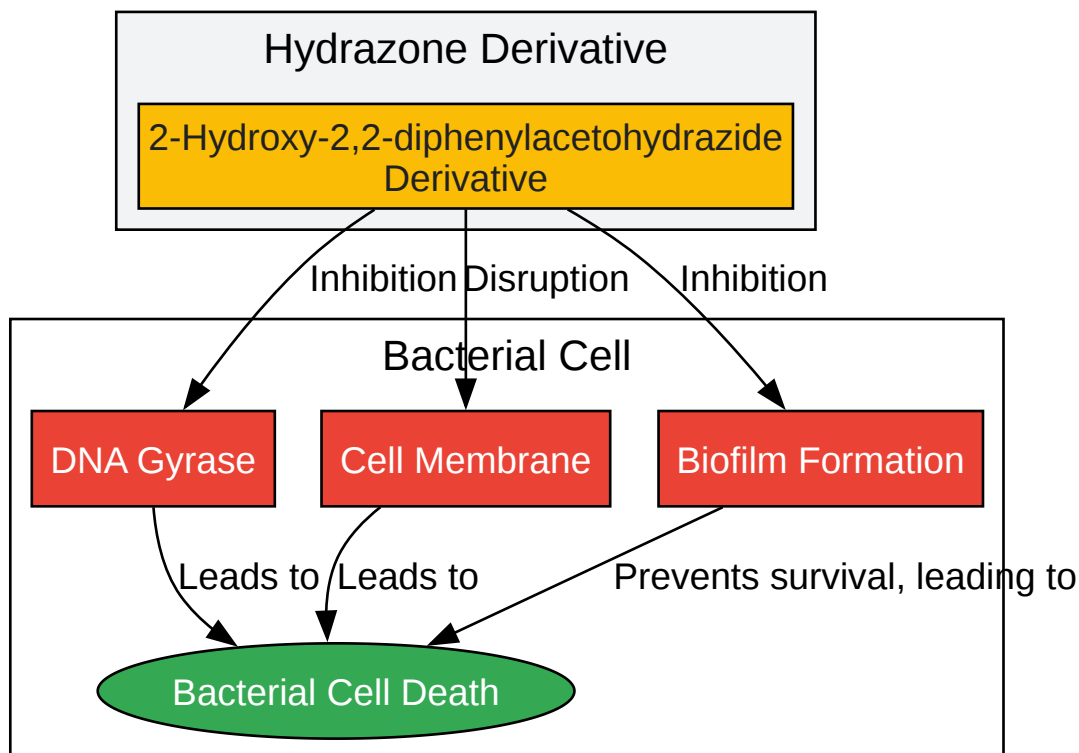 Hydrazone Derivative
2-Hydroxy-2,2-diphenylacetohydrazide
Derivative
Inhibition
Disruption
Inhibition
Bacterial Cell
DNA Gyrase
Cell Membrane
Biofilm Formation
Leads to
Leads to
Prevents survival, leading to
Bacterial Cell Death